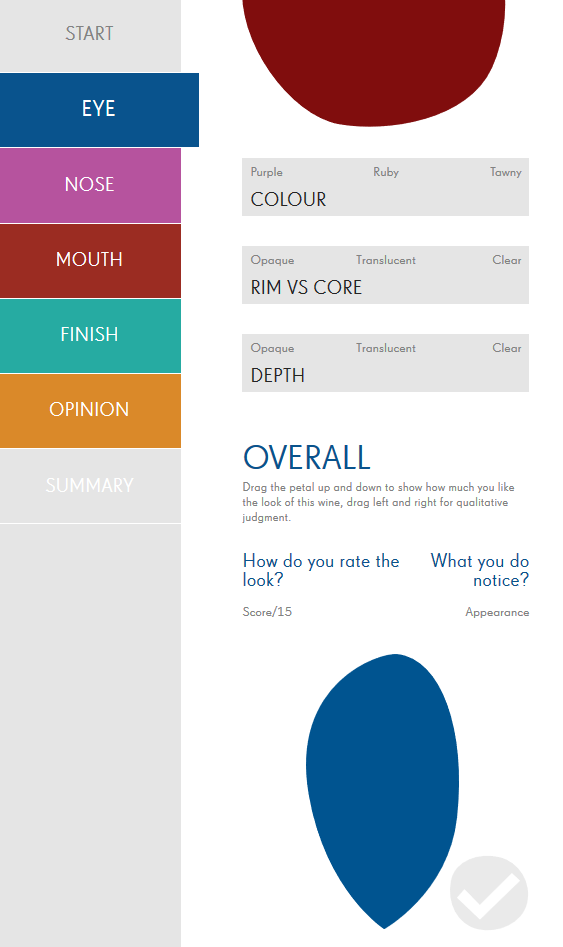 START
EYE
NOSE
MOUTH
FINISH
OPINION
SUMMARY
Purple Ruby Tawny
COLOUR
Opaque Translucent Clear
RIM VS CORE
Opaque Translucent Clear
DEPTH
OVERALL
Drag the petal up and down to show how much you like
the look of this wine, drag left and right for qualitative
judgment.
How do you rate the
look?
What you do
notice?
Score/15
Appearance